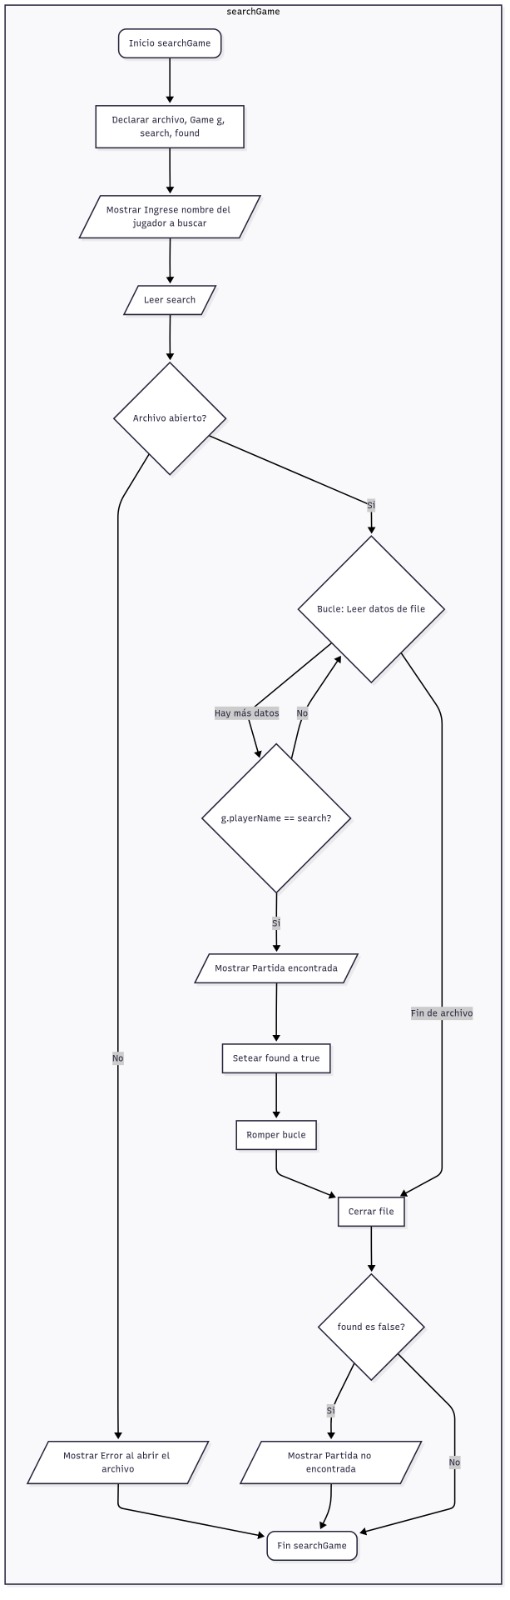 searchGame
Inicio searchGame
Declarar archivo, Game g,
search, found
Mostrar Ingrese nombre del
jugador a buscar
Leer search
Archivo abierto?
Sí
Bucle: Leer datos de file
Hay más datos
No
g.playerName == search?
Sí
Mostrar Partida encontrada
Fin de archivo
Setear found a true
No
Romper bucle
Cerrar file
found es false?
Sí
Mostrar Error al abrir el
archivo
Mostrar Partida no
encontrada
No
Fin searchGame